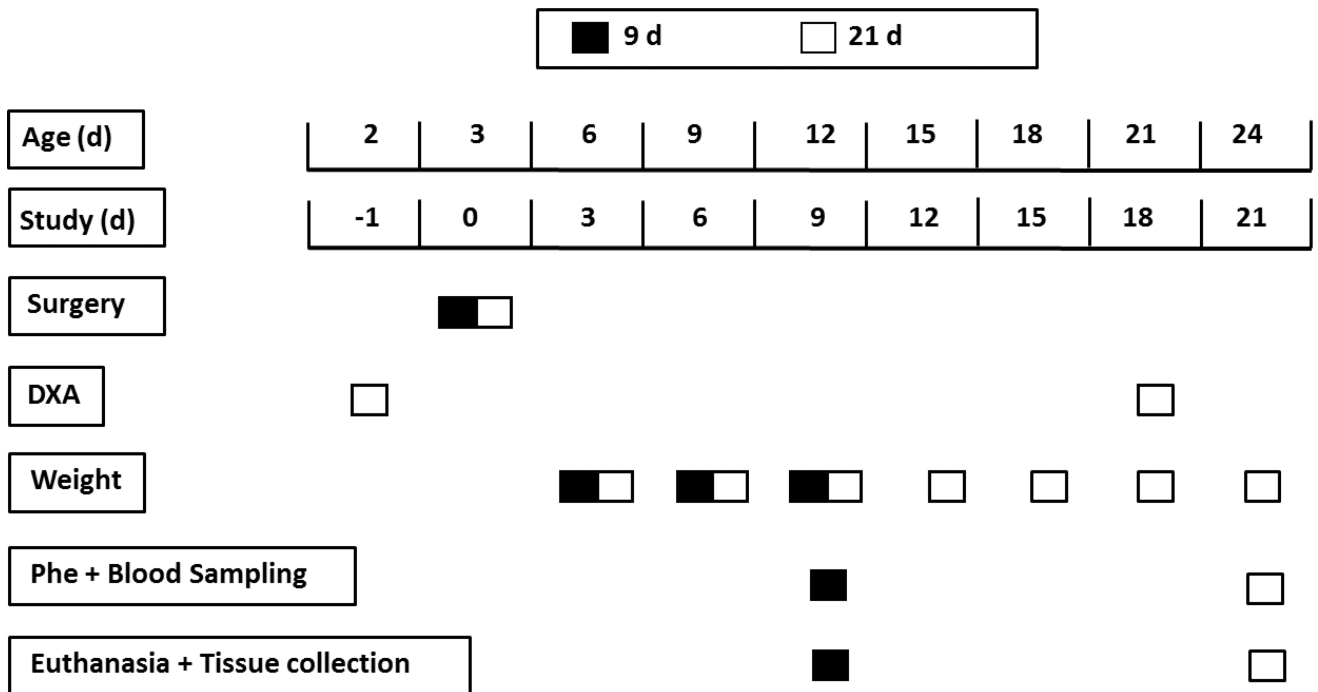 9 d 21 d
Age (d) 2 3 6 9 12 15 18 21 24
Study (d) -1 0 3 6 9 12 15 18 21
Surgery
DXA
Weight
Phe + Blood Sampling
Euthanasia + Tissue collection